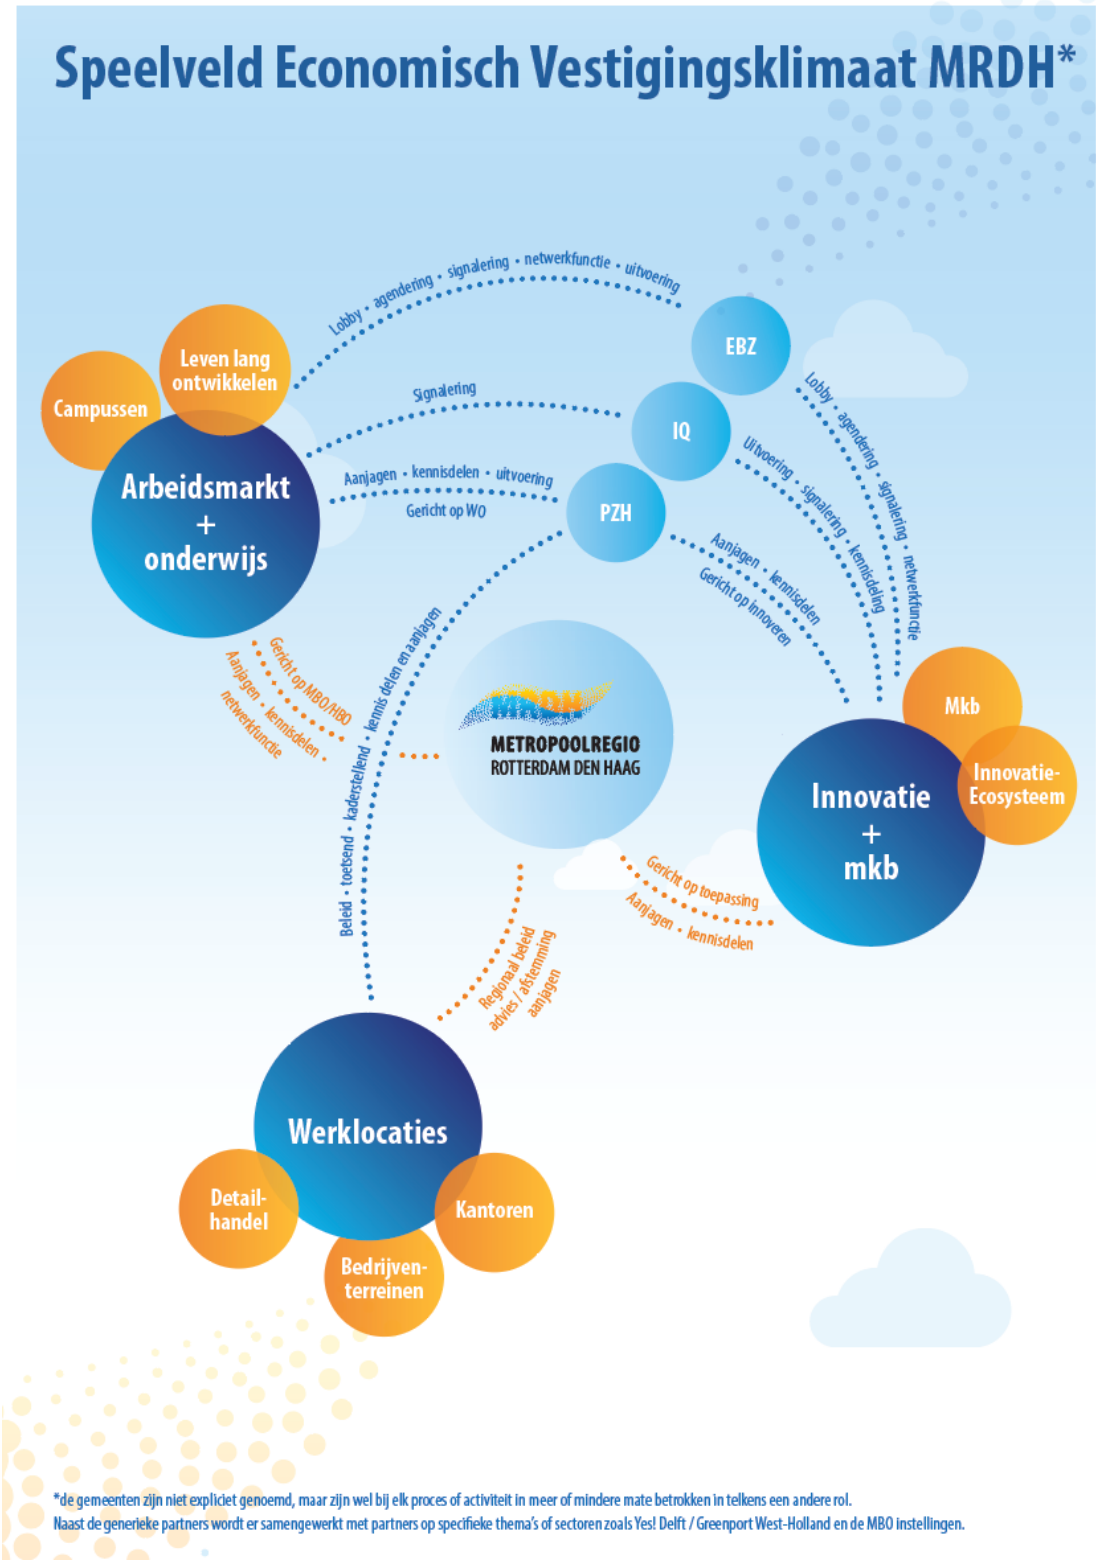 Speelveld Economisch Vestigingsklimaat MRDH*
Lobby • agendering • signalering • netwerkfunctie • uitvoering
EBZ
Leven lang
ontwikkelen
Campussen
Signalering
IQ
Lobby • agendering • signalering • netwerkfunctie
Arbeidsmarkt
+
onderwijs
Aanjagen • kennisdelen • uitvoering
Gericht op WO
PZH
Uitvoering • signalering • kennisdeling
Aanjagen • kennisdelen
Gericht op innoveren
Gericht op MBO/HBO
Aanjagen • kennisdelen •
netwerkfunctie
Beleid • toetsend • kaderstellend • kennis delen en aanjagen
MRDH
METROPOOLREGIO
ROTTERDAM DEN HAAG
Mkb
Innovatie-
Ecosysteem
Innovatie
+
mkb
Gericht op toepassing
Aanjagen • kennisdelen
Regionaal beleid
advies / afstemming
aanjagen
Werklocaties
Detail-
handel
Kantoren
Bedrijven-
terreinen
*de gemeenten zijn niet expliciet genoemd, maar zijn wel bij elk proces of activiteit in meer of mindere mate betrokken in telkens een andere rol.
Naast de generieke partners wordt er samengewerkt met partners op specifieke thema's of sectoren zoals Yes! Delft / Greenport West-Holland en de MBO instellingen.